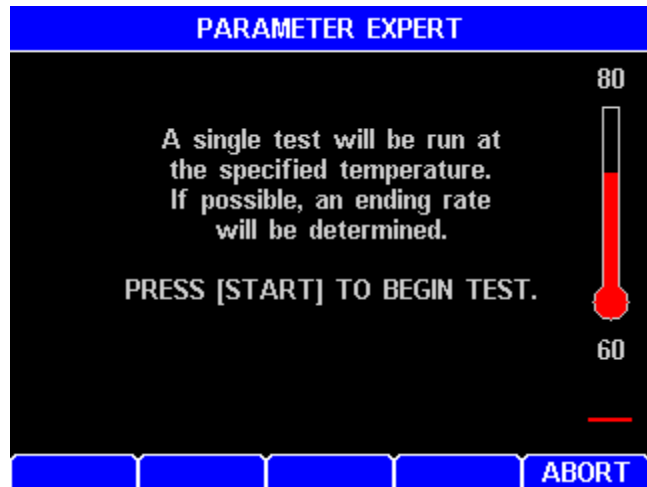 PARAMETER EXPERT
80
A single test will be run at
the specified temperature.
If possible, an ending rate
will be determined.
PRESS [START] TO BEGIN TEST.
60
ABORT